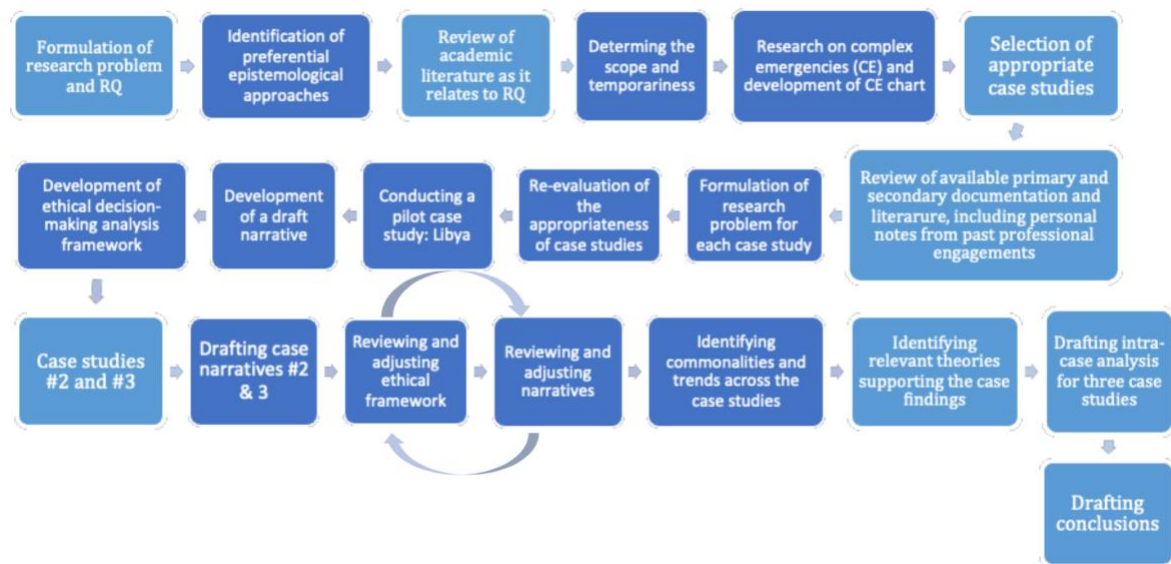 Formulation of
research problem
and RQ
Identification of
preferential
epistemological
approaches
Review of
academic
literature as it
relates to RQ
Determing the
scope and
temporariness
Research on complex
emergencies (CE) and
development of CE chart
Selection of
appropriate
case studies
Review of available primary and
secondary documentation and
literarure, including personal
notes from past professional
engagements
Formulation of
research
problem for
each case study
Re-evaluation of
the
appropriateness
of case studies
Conducting a
pilot case
study: Libya
Development
of a draft
narrative
Development of
ethical decision-
making analysis
framework
Case studies
#2 and #3
Drafting case
narratives #2
& 3
Reviewing and
adjusting
ethical
framework
Reviewing and
adjusting
narratives
Identifying
commonalities and
trends across the
case studies
Identifying
relevant theories
supporting the case
findings
Drafting intra-
case analysis
for three case
studies
Drafting
conclusions